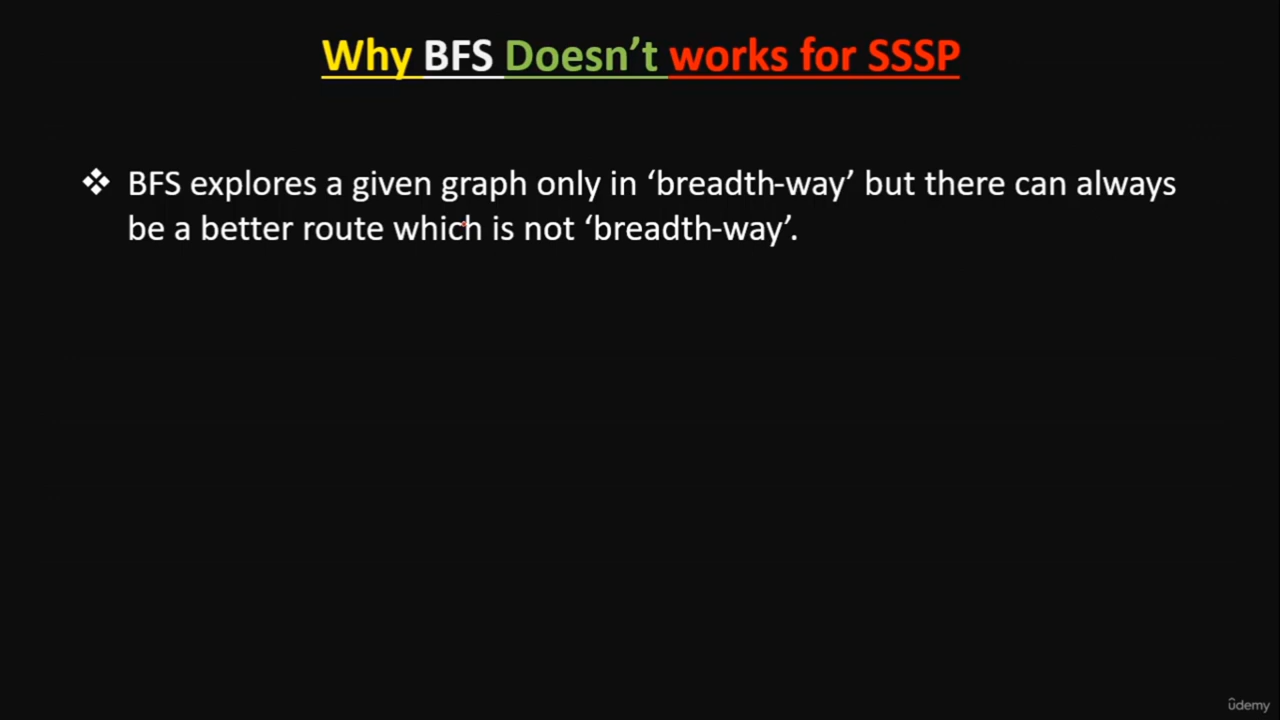 Why BFS Doesn’t works for SSSP
❖ BFS explores a given graph only in ‘breadth-way’ but there can always
be a better route which is not ‘breadth-way’.
ûdemy